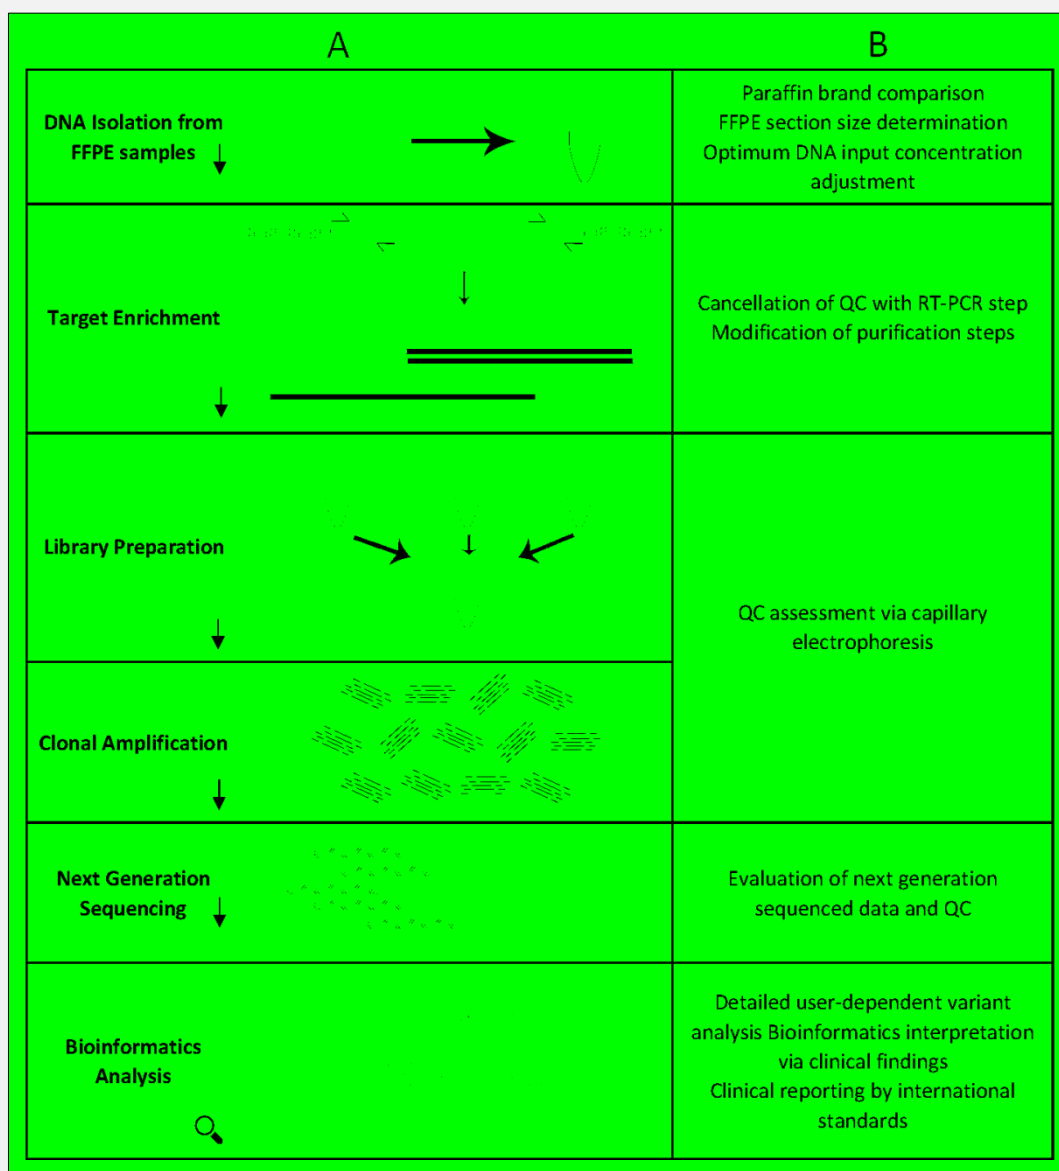 A
B
DNA Isolation from
FFPE samples
Paraffin brand comparison
FFPE section size determination
Optimum DNA input concentration
adjustment
Target Enrichment
Cancellation of QC with RT-PCR step
Modification of purification steps
Library Preparation
QC assessment via capillary
electrophoresis
Clonal Amplification
Next Generation
Sequencing
Evaluation of next generation
sequenced data and QC
Bioinformatics
Analysis
Detailed user-dependent variant
analysis Bioinformatics interpretation
via clinical findings
Clinical reporting by international
standards